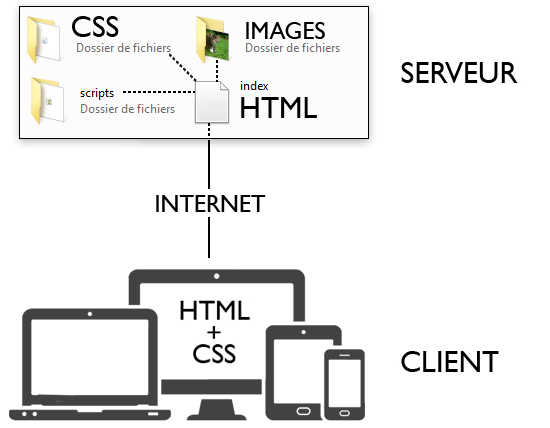 CSS
Dossier de fichiers
IMAGES
Dossier de fichiers
SERVEUR
scripts
Dossier de fichiers
index
HTML
INTERNET
HTML
+
CSS
CLIENT